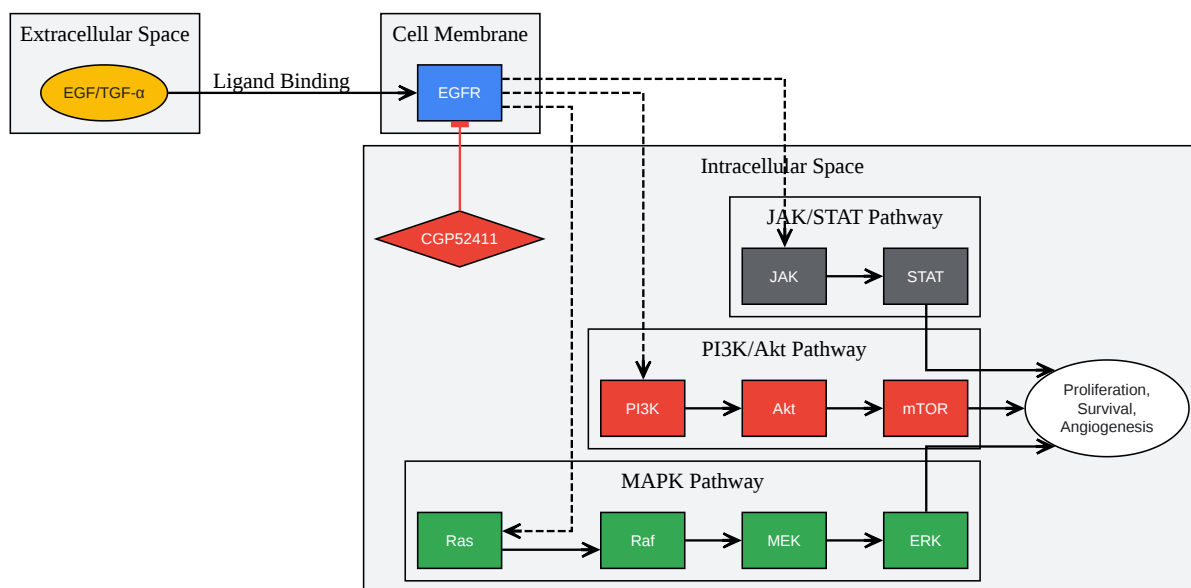 Extracellular Space
Cell Membrane
EGF/TGF-α
Ligand Binding
EGFR
Intracellular Space
CGP52411
JAK/STAT Pathway
JAK
STAT
PI3K/Akt Pathway
PI3K
Akt
mTOR
Proliferation,
Survival,
Angiogenesis
MAPK Pathway
Ras
Raf
MEK
ERK